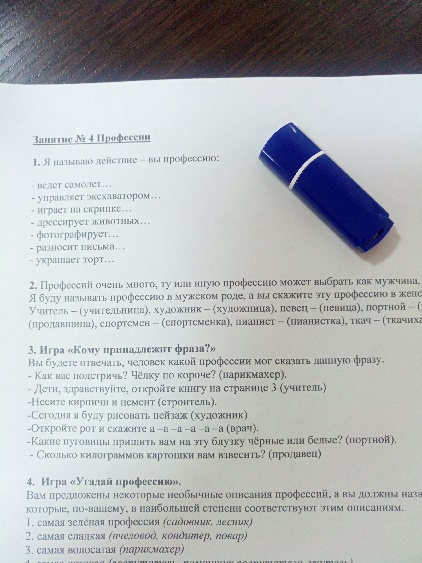 Занятие № 4 Профессии
1. Я называю действие – вы профессию:
- ведет самолет…
- управляет экскаватором…
- играет на скрипке…
- дрессирует животных…
- фотографирует…
- разносит письма…
- украшает торт…
2. Профессий очень много, ту или иную профессию может выбрать как мужчина,
Я буду называть профессию в мужском роде, а вы скажите эту профессию в
Учитель – (учительница), художник – (художница), певец – (певица), портной – (
(продавщица), спортсмен – (спортсменка), пианист – (пианистка), ткач – (ткачиха
3. Игра «Кому принадлежит фраза?»
Вы будете отвечать, человек какой профессии мог сказать данную фразу.
- Как вас подстричь? Чёлку по короче? (парикмахер).
- Дети, здравствуйте, откройте книгу на странице 3 (учитель)
-Несите кирпичи и цемент (строитель).
-Сегодня я буду рисовать пейзаж (художник)
-Откройте рот и скажите а –а –а –а –а –а (врач).
-Какие пуговицы пришить вам на эту блузку чёрные или белые? (портной).
- Сколько килограммов картошки вам взвесить? (продавец)
4. Игра «Угадай профессию».
Вам предложены некоторые необычные описания профессий, а вы должны
которые, по-вашему, в наибольшей степени соответствуют этим описаниям.
1. самая зелёная профессия (садовник, лесник)
2. самая сладкая (пчеловод, кондитер, повар)
3. самая волосатая (парикмахер)